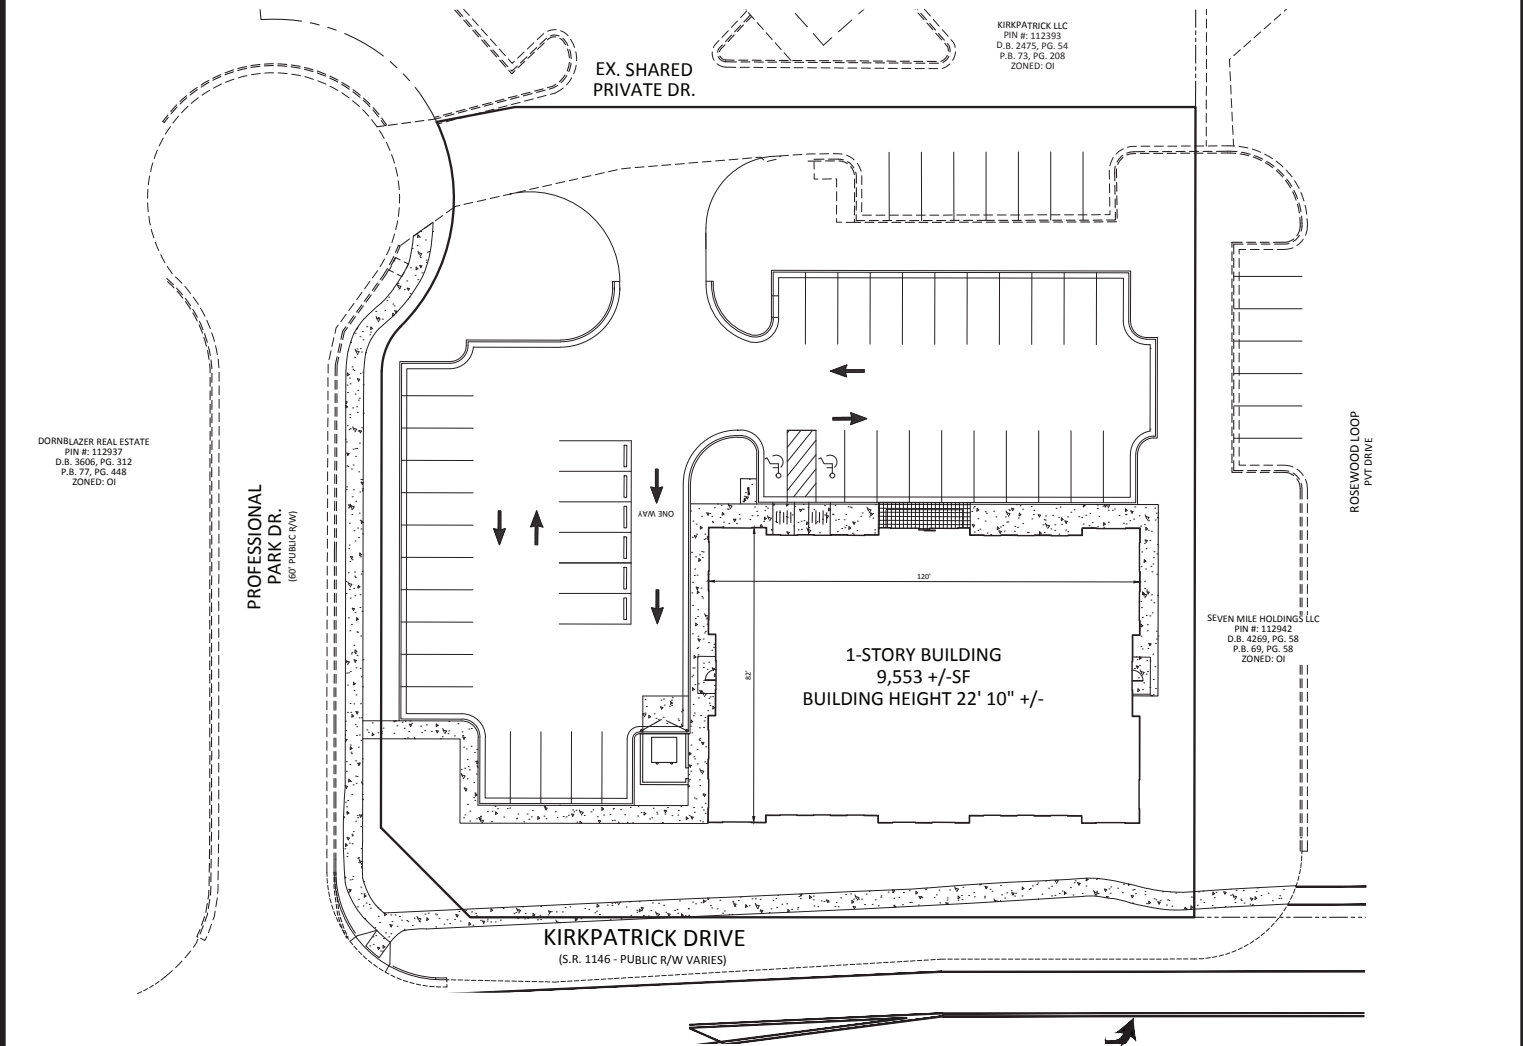 KIRKPATRICK LLC
PIN #: 112393
D.B. 2475, PG. 54
P.B. 73, PG. 208
ZONED: OI
EX. SHARED
PRIVATE DR.
DORNBLAZER REAL ESTATE
PIN #: 112937
D.B. 3606, PG. 312
P.B. 77, PG. 448
ZONED: OI
PROFESSIONAL
PARK DR.
(60' PUBLIC R/W)
ONE WAY
ROSEWOOD LOOP
PVT DRIVE
120'
82'
1-STORY BUILDING
9,553 +/-SF
BUILDING HEIGHT 22' 10" +/-
SEVEN MILE HOLDINGS LLC
PIN #: 112942
D.B. 4269, PG. 58
P.B. 69, PG. 58
ZONED: OI
KIRKPATRICK DRIVE
(S.R. 1146 - PUBLIC R/W VARIES)